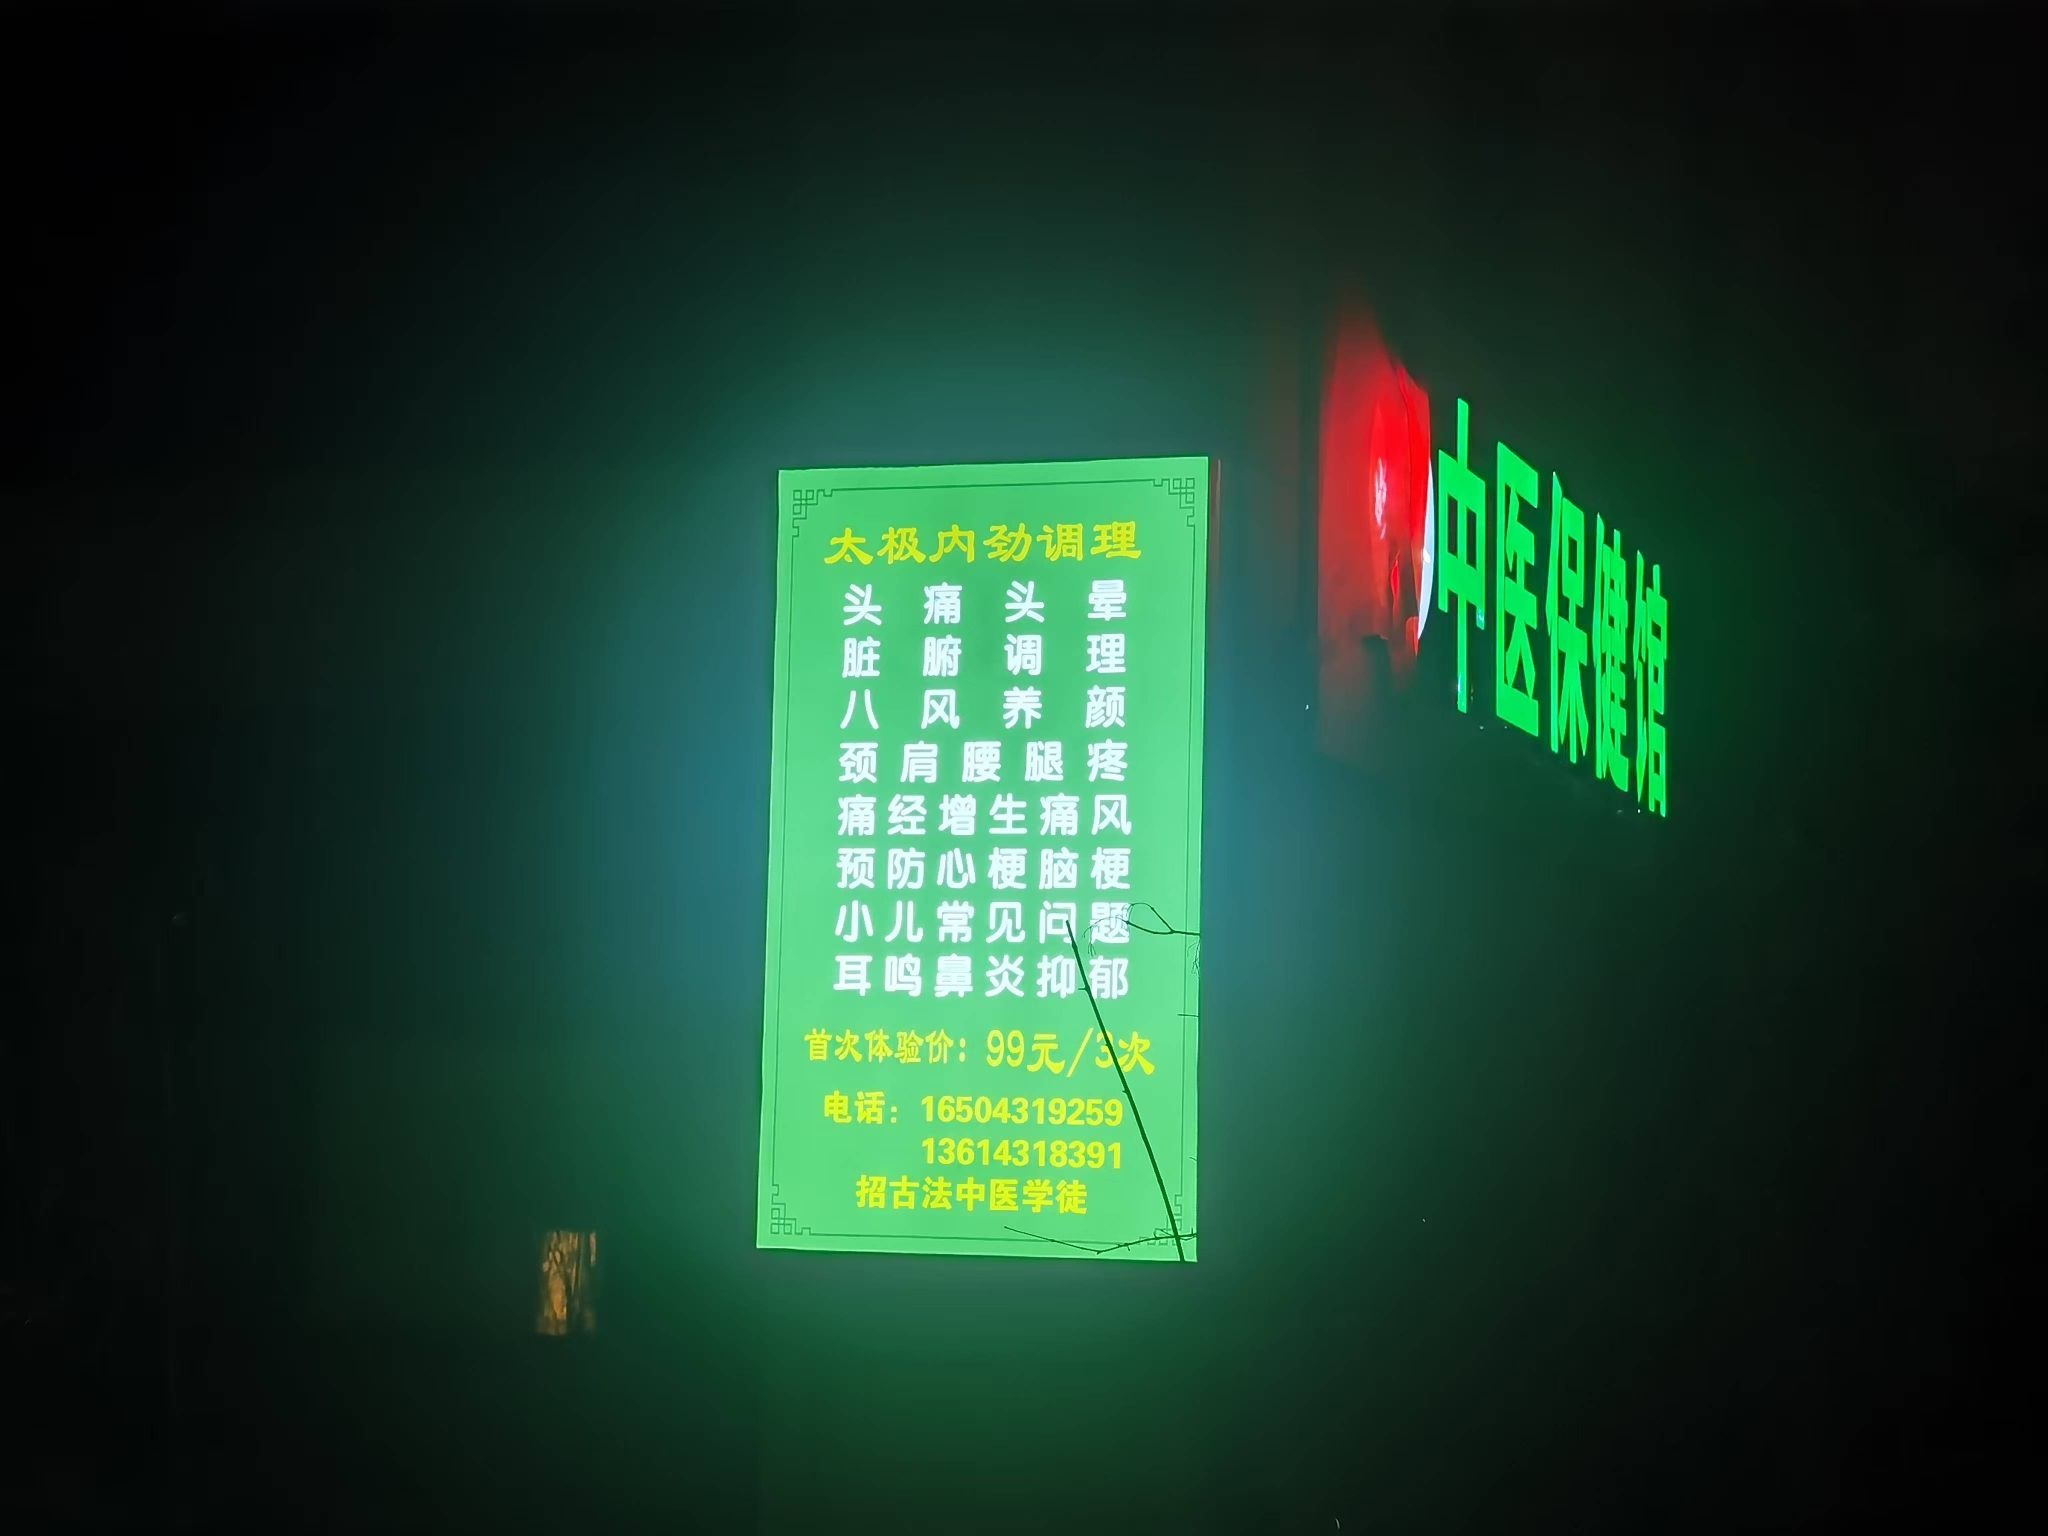 太极内劲调理
头痛头晕
脏腑调理
八风养颜
颈肩腰腿疼
痛经增生痛风
预防心梗脑梗
小儿常见问题
耳鸣鼻炎抑郁
首次体验价：99元/3次
电话：16504319259
13614318391
招古法中医学徒
中医保健馆